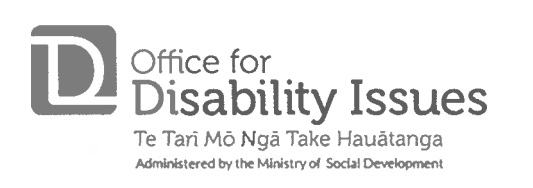 D
Office for
Disability Issues
Te Tari Mō Ngā Take Hauātanga
Administered by the Ministry of Social Development